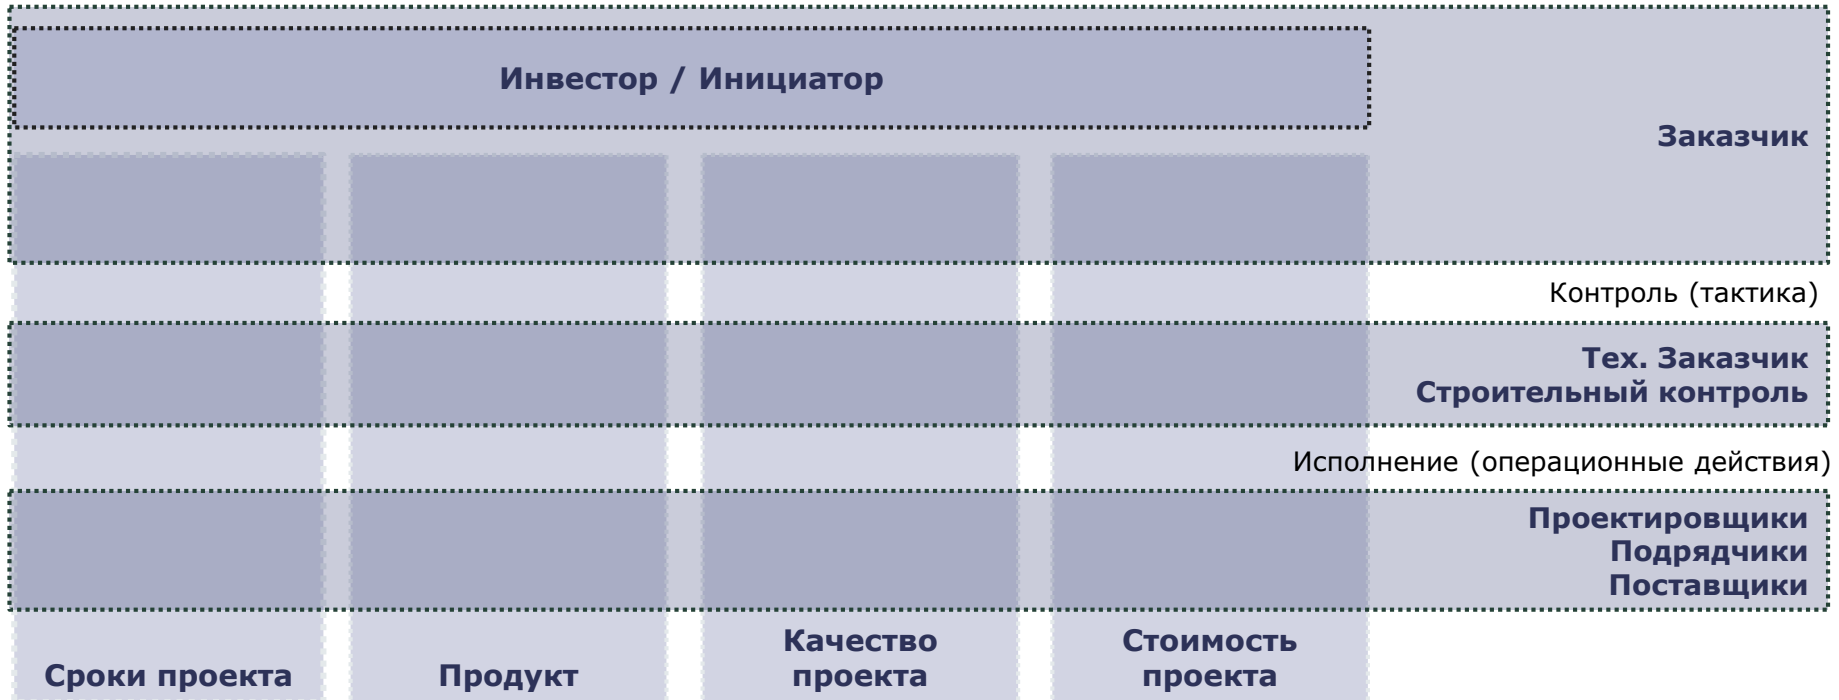 Инвестор / Инициатор
Заказчик
Контроль (тактика)
Тех. Заказчик
Строительный контроль
Исполнение (операционные действия)
Проектировщики
Подрядчики
Поставщики
Сроки проекта
Продукт
Качество
проекта
Стоимость
проекта